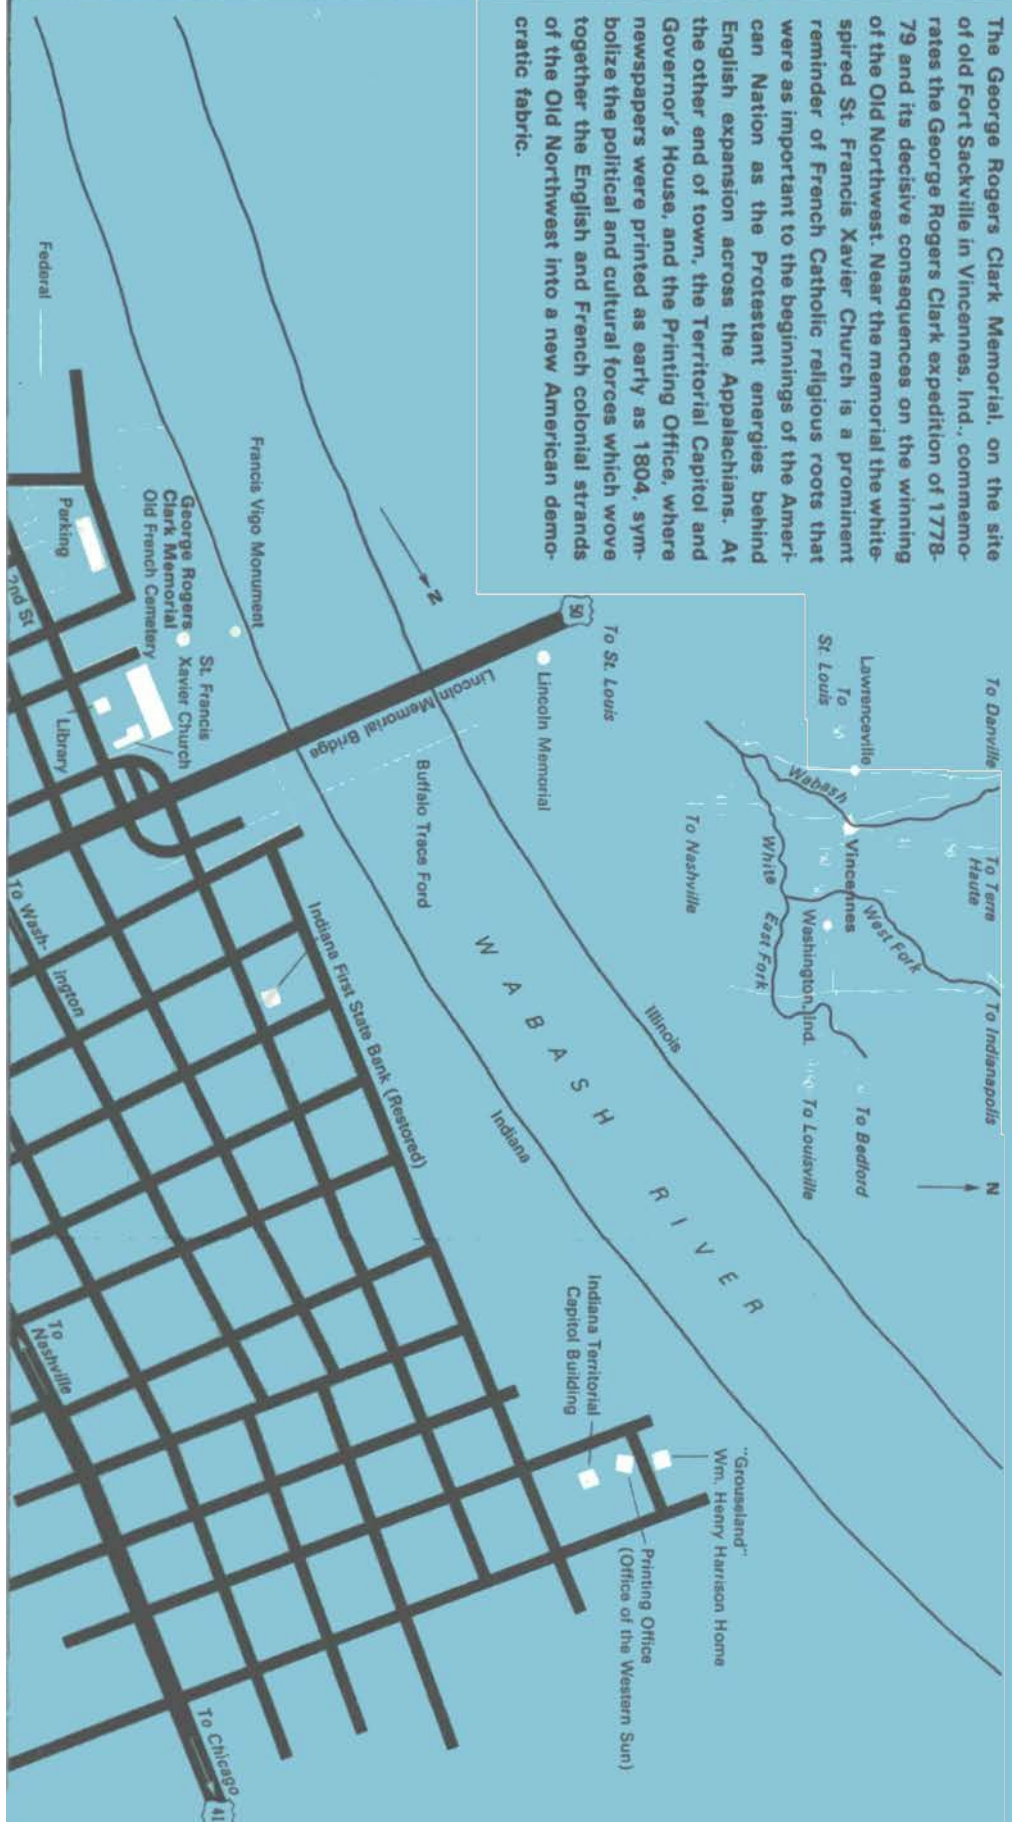 The George Rogers Clark Memorial, on the site
of old Fort Sackville in Vincennes, Ind., commemo-
rates the George Rogers Clark expedition of 1778-
79 and its decisive consequences on the winning
of the Old Northwest. Near the memorial the white-
spired St. Francis Xavier Church is a prominent
reminder of French Catholic religious roots that
were as important to the beginnings of the Ameri-
can Nation as the Protestant energies behind
English expansion across the Appalachians. At
the other end of town, the Territorial Capitol and
Governor's House, and the Printing Office, where
newspapers were printed as early as 1804, sym-
bolize the political and cultural forces which wove
together the English and French colonial strands
of the Old Northwest into a new American demo-
cratic fabric.
To Danville
To Terre
Haute
To Indianapolis
N
Lawrenceville
To
St. Louis
Wabash
Vincennes
West Fork
Washington, Ind.
To Bedford
To Louisville
White
East Fork
To Nashville
To St. Louis
50
Lincoln Memorial
N
Lincoln Memorial Bridge
Buffalo Trace Ford
WABASH RIVER
Illinois
Indiana
"Grouseland"
Wm. Henry Harrison Home
Printing Office
(Office of the Western Sun)
Indiana Territorial
Capitol Building
Indiana First State Bank (Restored)
Francis Vigo Monument
St. Francis
Xavier Church
George Rogers
Clark Memorial
Old French Cemetery
Library
Parking
Federal
2nd St
To Wash-
ington
To
Nashville
To Chicago
41